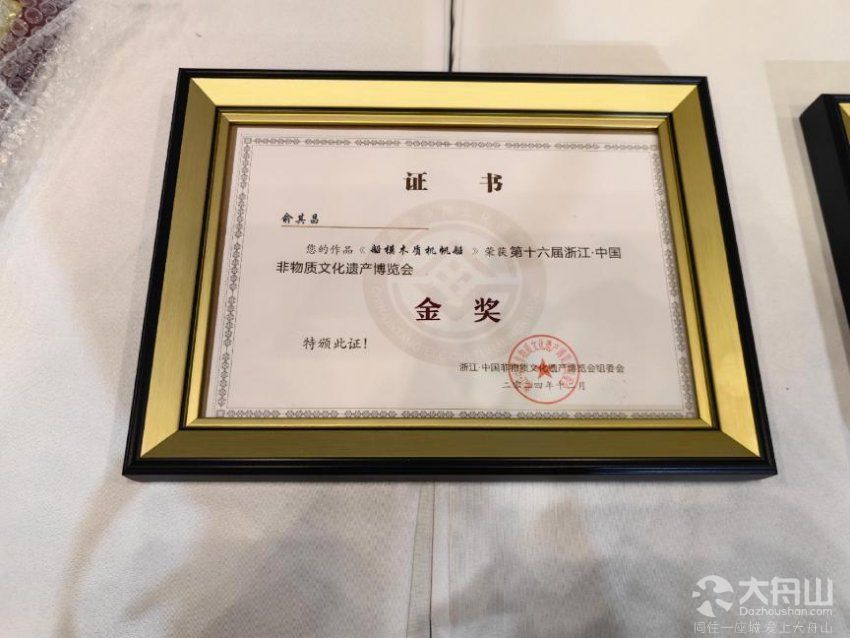 证 书
俞其昌
您的作品《船模木质机帆船》荣获第十六届浙江·中国
非物质文化遗产博览会
金 奖
特颁此证!
浙江·中国非物质文化遗产博览会组委会
二〇二四年十二月
大舟山
Dazhoushan.com
同住一座城 爱上大舟山